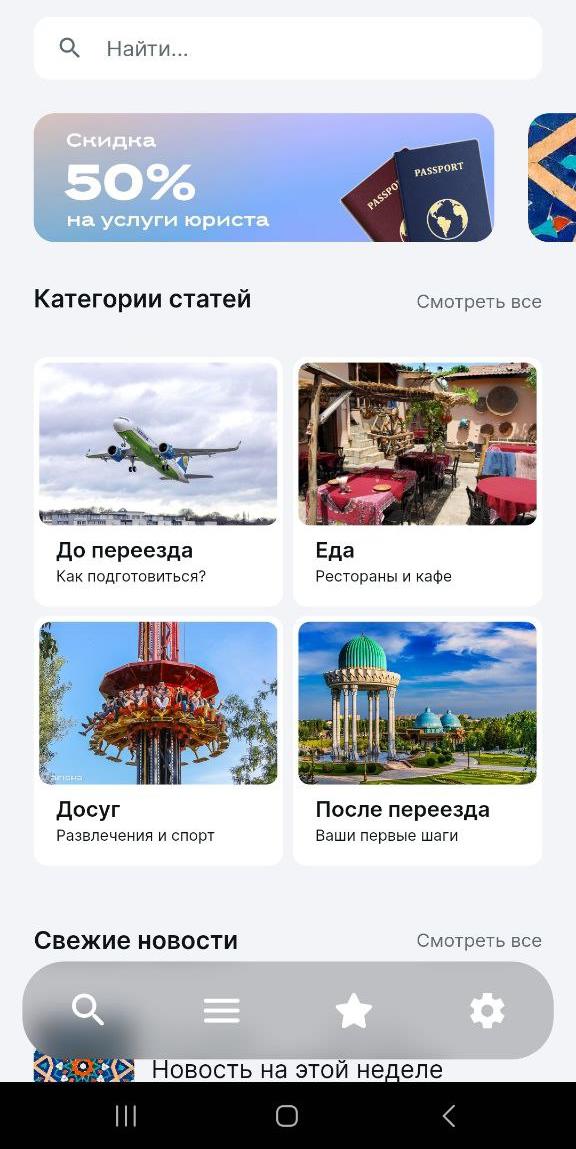 Найти...
Скидка
50%
на услуги юриста
PASSPORT
PASSPORT
Категории статей
Смотреть все
До переезда
Как подготовиться?
Еда
Рестораны и кафе
Досуг
Развлечения и спорт
После переезда
Ваши первые шаги
Свежие новости
Смотреть все
Новость на этой неделе